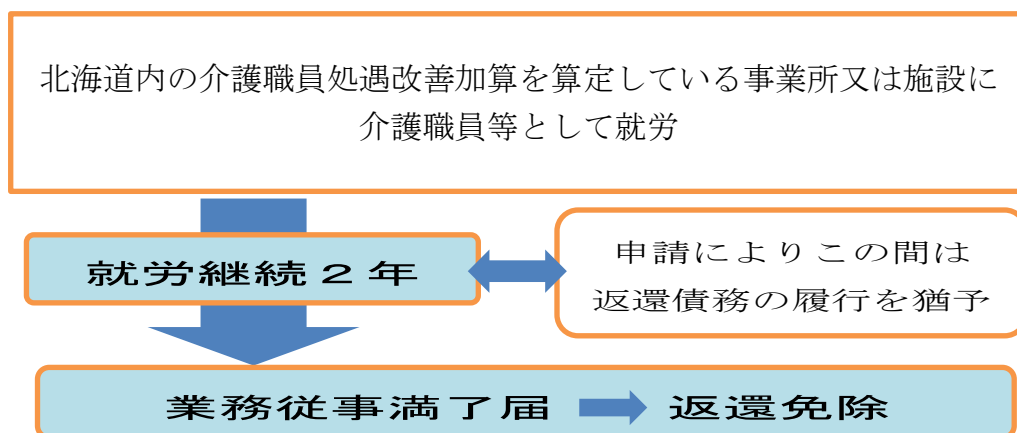 北海道内の介護職員処遇改善加算を算定している事業所又は施設に
介護職員等として就労
就労継続２年
申請によりこの間は
返還債務の履行を猶予
業務従事満了届
返還免除